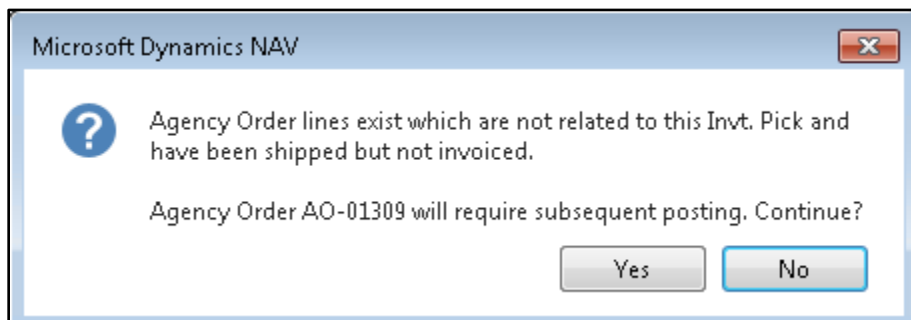 Microsoft Dynamics NAV
Agency Order lines exist which are not related to this Invt. Pick and
have been shipped but not invoiced.
Agency Order AO-01309 will require subsequent posting. Continue?
Yes
No